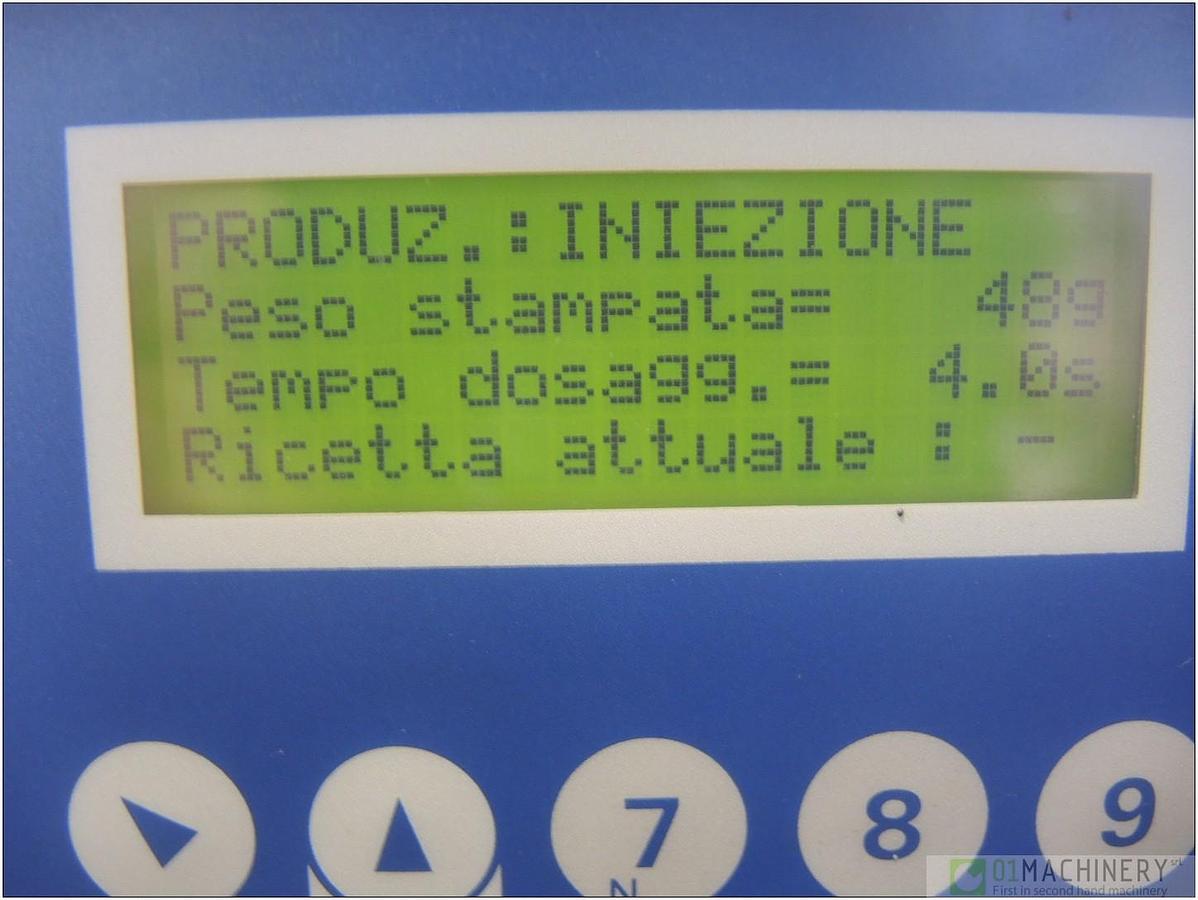 PRODUZ.:INIEZIONE
Peso stampata= 48g
Tempo dosagg.= 4.0s
Ricetta attuale : -
7 8 9
N
01MACHINERY srl
First in second hand machinery